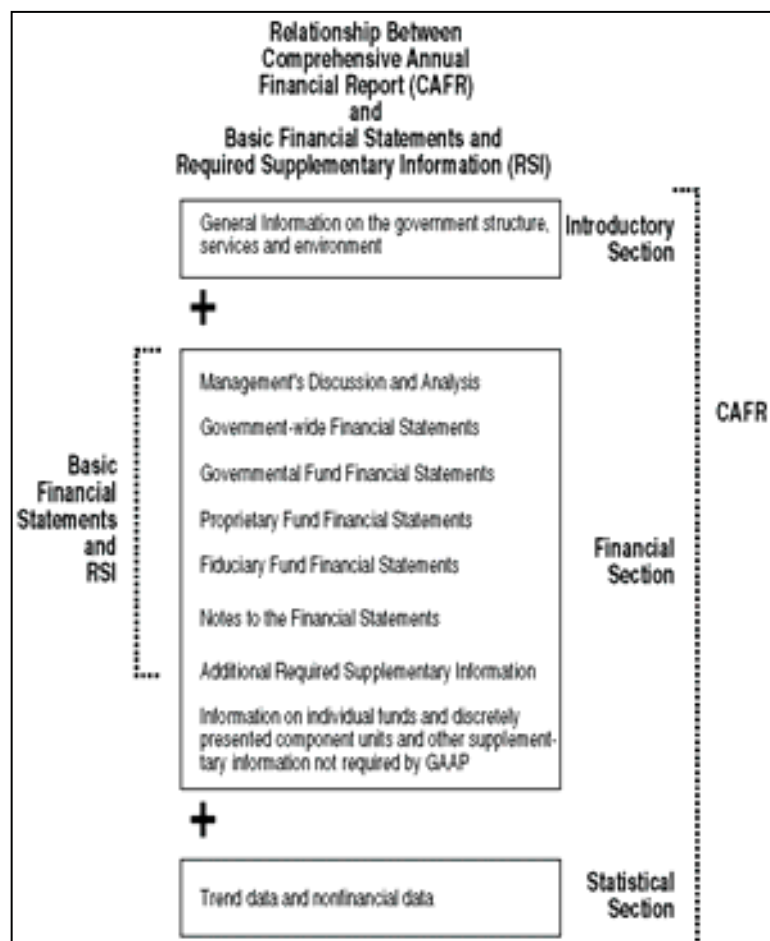 Relationship Between
Comprehensive Annual
Financial Report (CAFR)
and
Basic Financial Statements and
Required Supplementary Information (RSI)
General Information on the government structure,
services and environment
Introductory
Section
+
Management's Discussion and Analysis
Government-wide Financial Statements
Governmental Fund Financial Statements
Proprietary Fund Financial Statements
Fiduciary Fund Financial Statements
Notes to the Financial Statements
Additional Required Supplementary Information
Information on individual funds and discretely
presented component units and other supplemen-
tary information not required by GAAP
Basic
Financial
Statements
and
RSI
Financial
Section
CAFR
+
Trend data and nonfinancial data
Statistical
Section